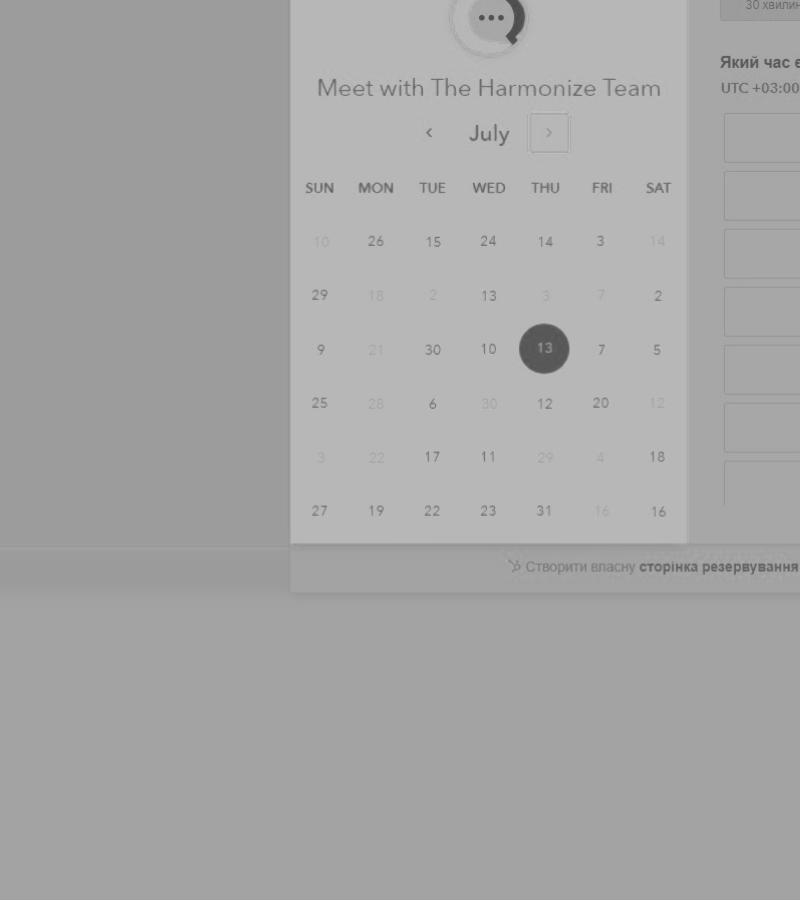 30 хвилин
Meet with The Harmonize Team
Який час
UTC +03:00
July
SUN MON TUE WED THU FRI SAT
10 26 15 24 14 3 14
29 18 2 13 3 7 2
9 21 30 10 13 7 5
25 28 6 30 12 20 12
3 22 17 11 29 4 18
27 19 22 23 31 16 16
Створити власну сторінка резервування